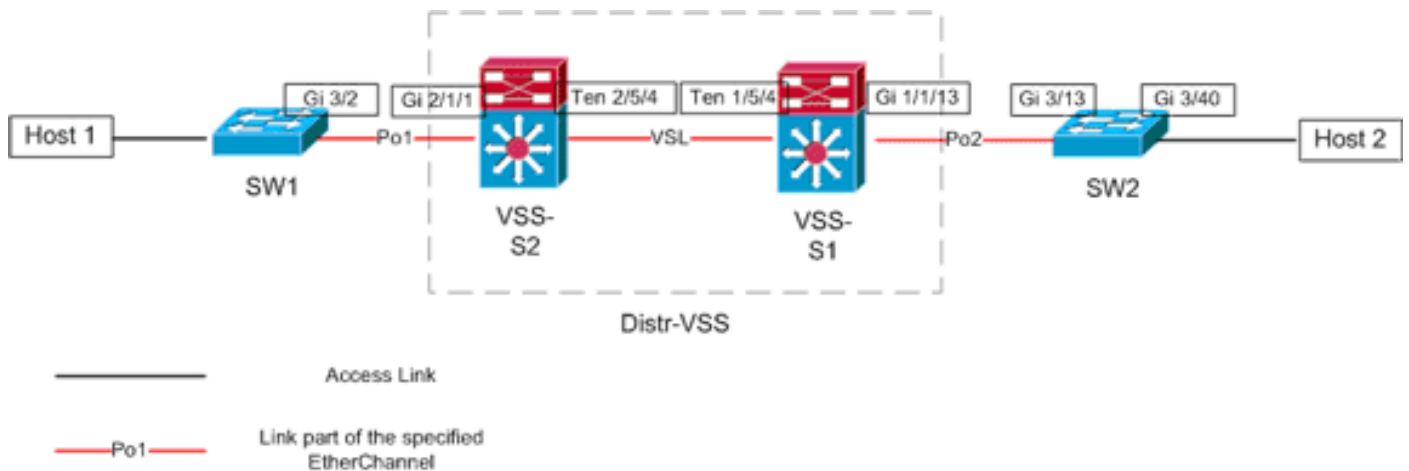 Gi 3/2
Gi 2/1/1
Ten 2/5/4
Ten 1/5/4
Gi 1/1/13
Gi 3/13
Gi 3/40
Host 1
Po1
VSL
Po2
Host 2
SW1
SW2
VSS-
S2
VSS-
S1
Distr-VSS
Access Link
Po1
Link part of the specified
EtherChannel